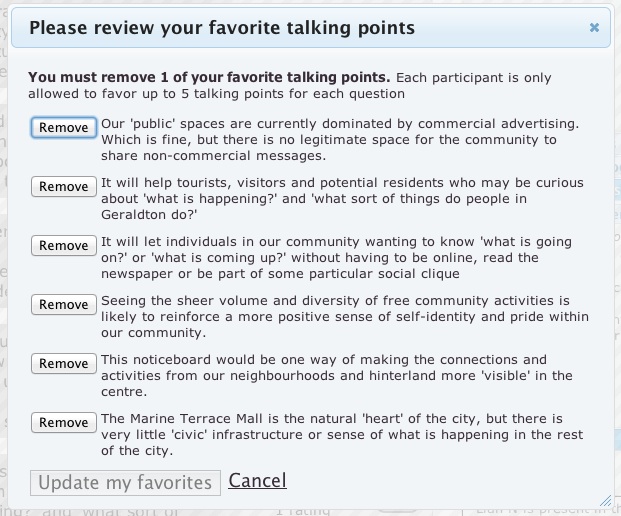 Please review your favorite talking points
You must remove 1 of your favorite talking points. Each participant is only
allowed to favor up to 5 talking points for each question
Remove
Our 'public' spaces are currently dominated by commercial advertising.
Which is fine, but there is no legitimate space for the community to
share non-commercial messages.
Remove
It will help tourists, visitors and potential residents who may be curious
about 'what is happening?' and 'what sort of things do people in
Geraldton do?'
Remove
It will let individuals in our community wanting to know 'what is going
on?' or 'what is coming up?' without having to be online, read the
newspaper or be part of some particular social clique
Remove
Seeing the sheer volume and diversity of free community activities is
likely to reinforce a more positive sense of self-identity and pride within
our community.
Remove
This noticeboard would be one way of making the connections and
activities from our neighbourhoods and hinterland more 'visible' in the
centre.
Remove
The Marine Terrace Mall is the natural 'heart' of the city, but there is
very little 'civic' infrastructure or sense of what is happening in the rest
of the city.
Update my favorites Cancel